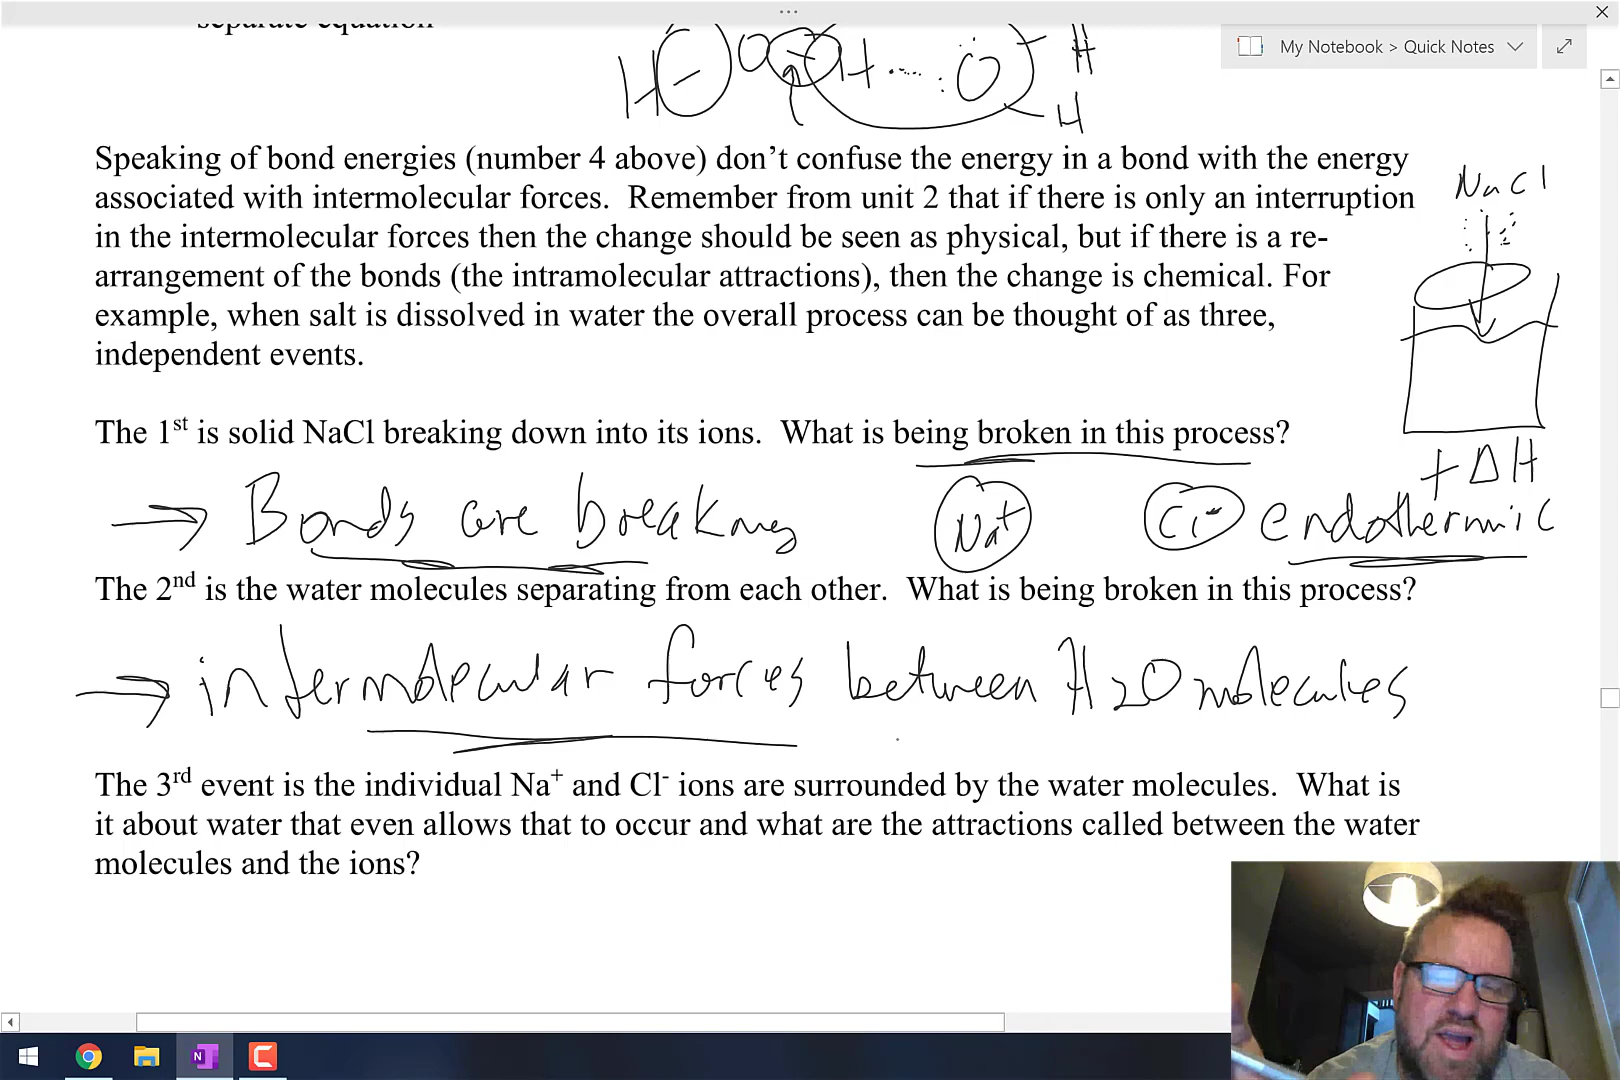 separate equation
H O H .... :O H
H
My Notebook > Quick Notes
Speaking of bond energies (number 4 above) don’t confuse the energy in a bond with the energy
associated with intermolecular forces.  Remember from unit 2 that if there is only an interruption
in the intermolecular forces then the change should be seen as physical, but if there is a re-
arrangement of the bonds (the intramolecular attractions), then the change is chemical. For
example, when salt is dissolved in water the overall process can be thought of as three,
independent events.
NaCl
The 1st is solid NaCl breaking down into its ions.  What is being broken in this process?
+ΔH
→ Bonds are breaking Na+ Cl- endothermic
The 2nd is the water molecules separating from each other.  What is being broken in this process?
→ intermolecular forces between H2O molecules
The 3rd event is the individual Na+ and Cl- ions are surrounded by the water molecules.  What is
it about water that even allows that to occur and what are the attractions called between the water
molecules and the ions?